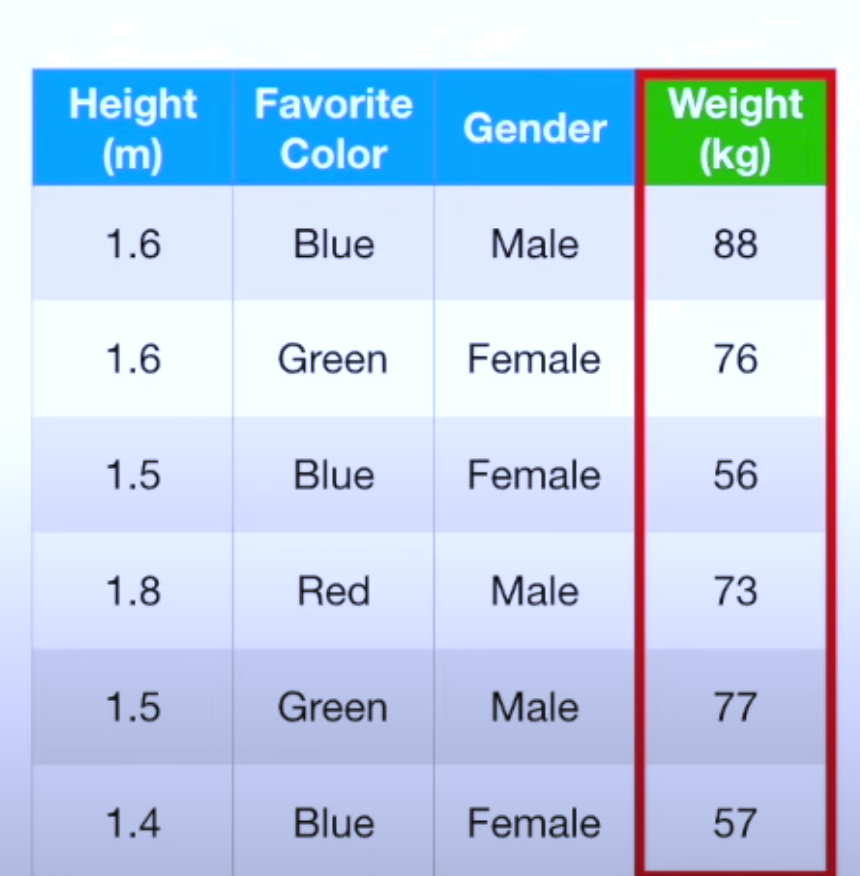 Height (m) Favorite Color Gender Weight (kg)
1.6 Blue Male 88
1.6 Green Female 76
1.5 Blue Female 56
1.8 Red Male 73
1.5 Green Male 77
1.4 Blue Female 57